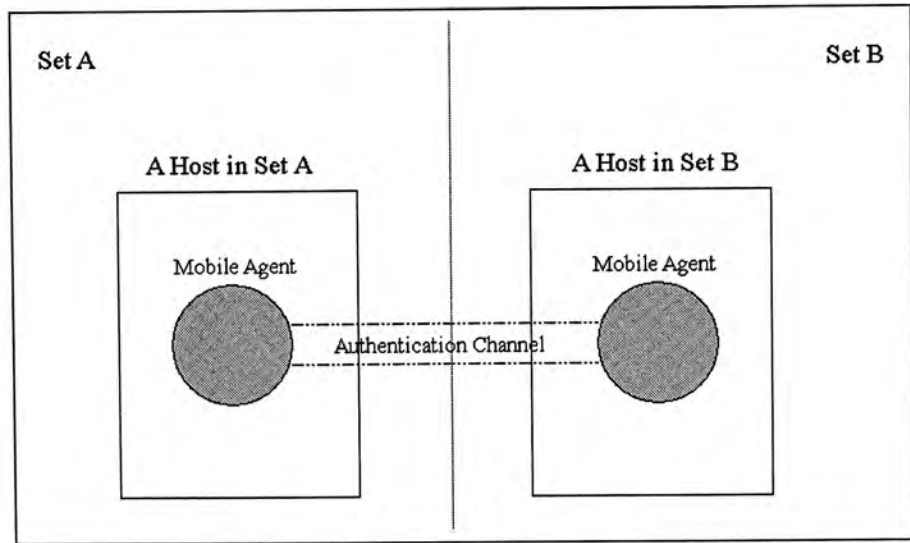 Set A
Set B
A Host in Set A
A Host in Set B
Mobile Agent
Mobile Agent
Authentication Channel